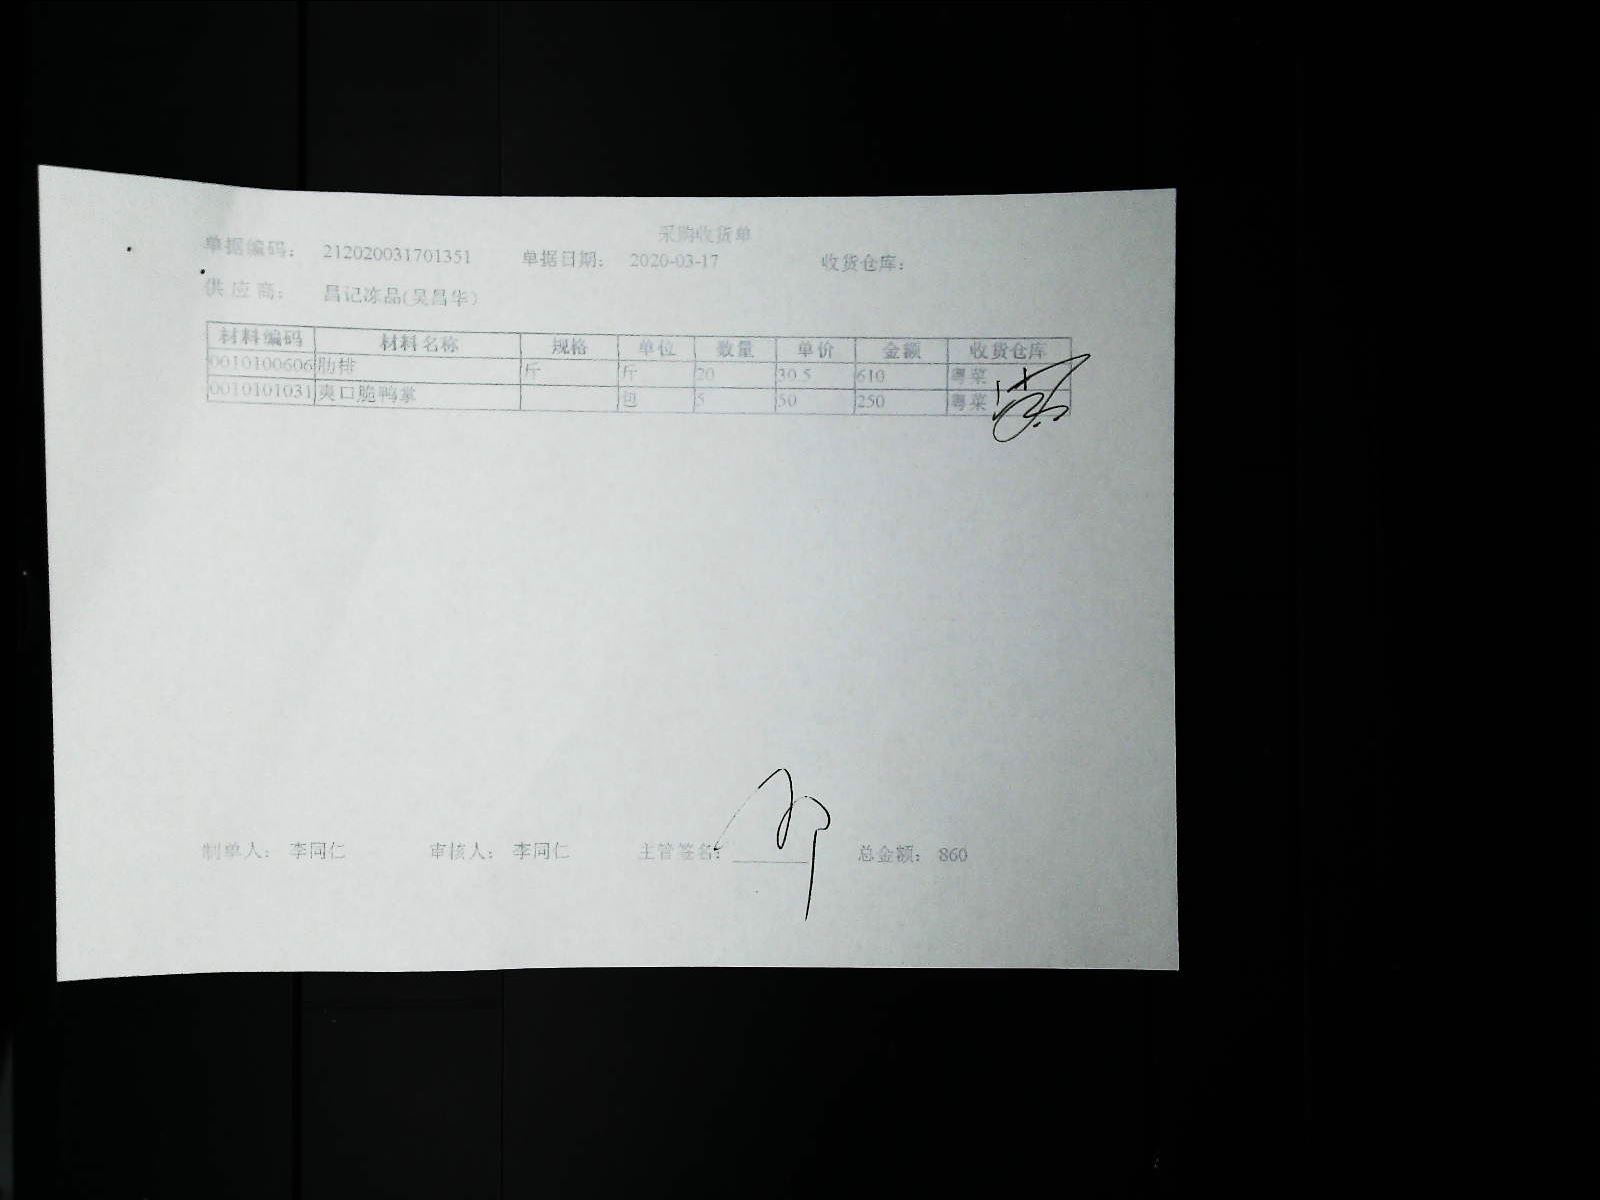 采购收货单
单据编码： 212020031701351 单据日期： 2020-03-17 收货仓库：
供 应 商： 昌记冻品(吴昌华）
材料编码 材料名称 规格 单位 数量 单价 金额 收货仓库
0010100606 肋排 斤 斤 20 30.5 610 粤菜
0010101031 爽口脆鸭掌 包 5 50 250 粤菜
制单人： 李同仁 审核人： 李同仁 主管签名： 总金额： 860